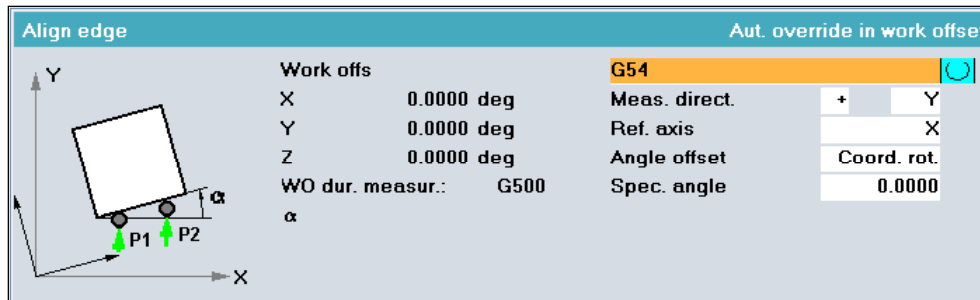 Align edge Aut. override in work offse
Y
Work offs G54
X 0.0000 deg Meas. direct. + Y
Y 0.0000 deg Ref. axis X
Z 0.0000 deg Angle offset Coord. rot.
WO dur. measur.: G500 Spec. angle 0.0000
α
α
P1 P2
X